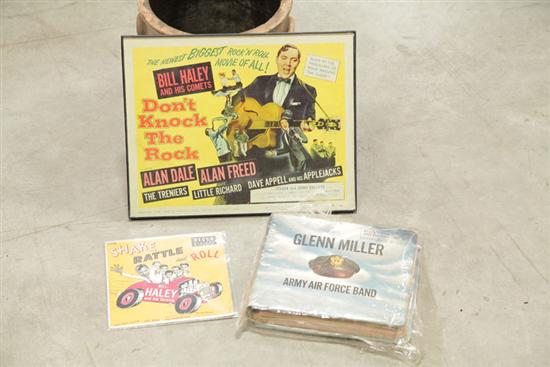 THE NEWEST BIGGEST ROCK'N ROLL
MOVIE OF ALL!
BILL HALEY
AND HIS COMETS
Don't
Knock
The
Rock
ALAN DALE ALAN FREED
THE TRENIERS LITTLE RICHARD DAVE APPELL AND HIS APPLEJACKS
SHAKE
RATTLE
and ROLL
BILL
HALEY
GLENN MILLER
ARMY AIR FORCE BAND